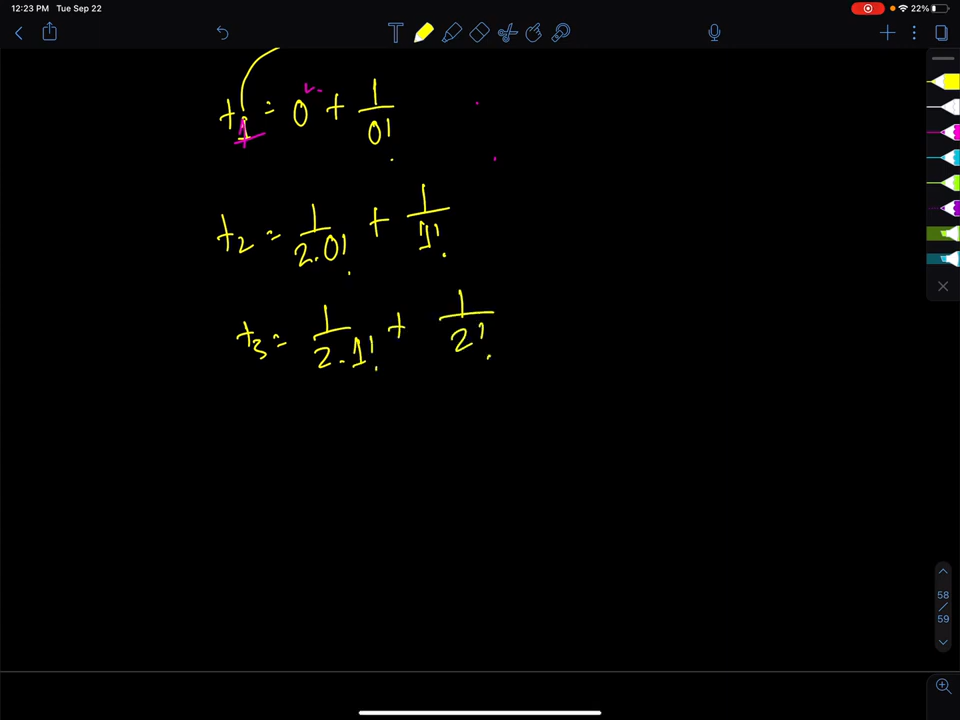 12:23 PM Tue Sep 22 22%
t₁ = 0 + 1/0!
t₂ = 1/2.0! + 1/1!
t₃ = 1/2.1! + 1/2!
58
/
59